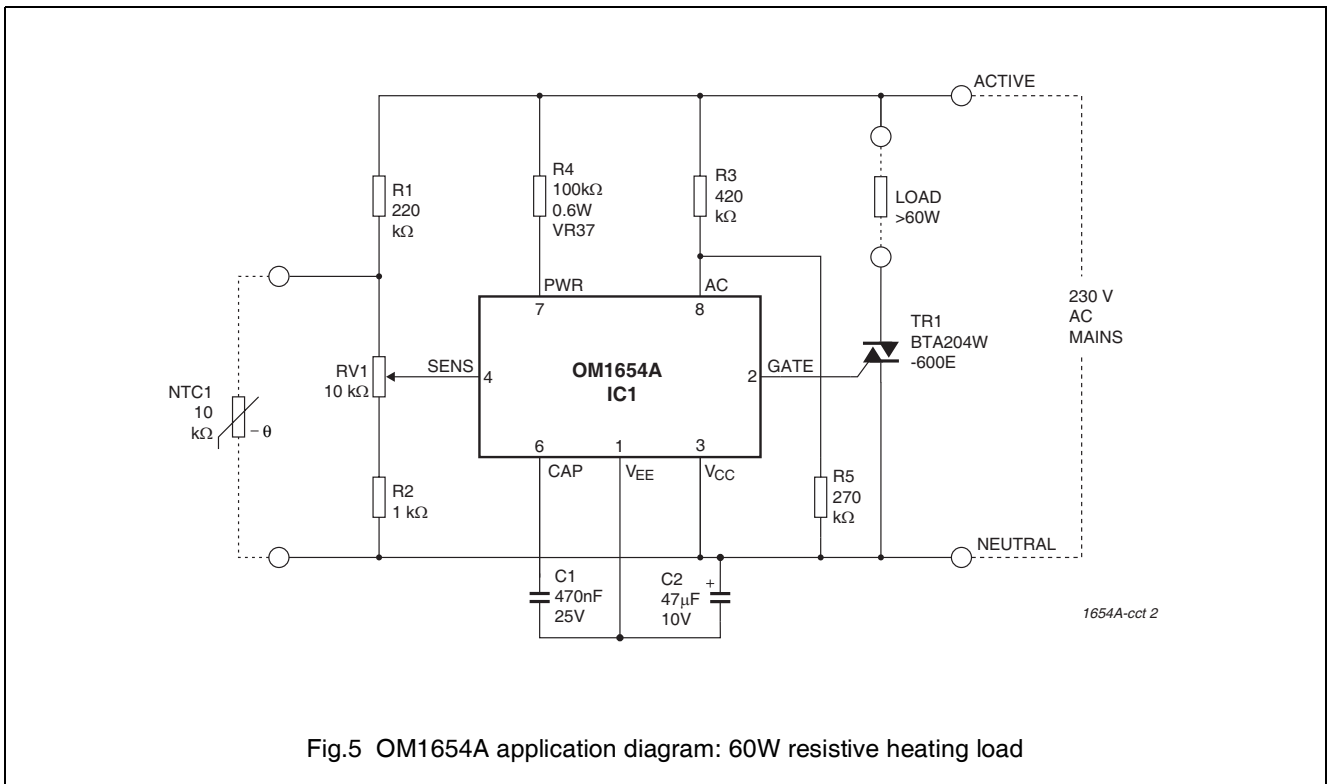 ACTIVE
R1
220
kΩ
R4
100kΩ
0.6W
VR37
R3
420
kΩ
LOAD
>60W
PWR
AC
7
8
230 V
AC
MAINS
TR1
BTA204W
-600E
RV1
10 kΩ
SENS
4
OM1654A
IC1
2
GATE
NTC1
10
kΩ
– θ
6
1
3
CAP
VEE
VCC
R2
1 kΩ
R5
270
kΩ
NEUTRAL
C1
470nF
25V
C2
47µF
10V
+
1654A-cct 2
Fig.5 OM1654A application diagram: 60W resistive heating load